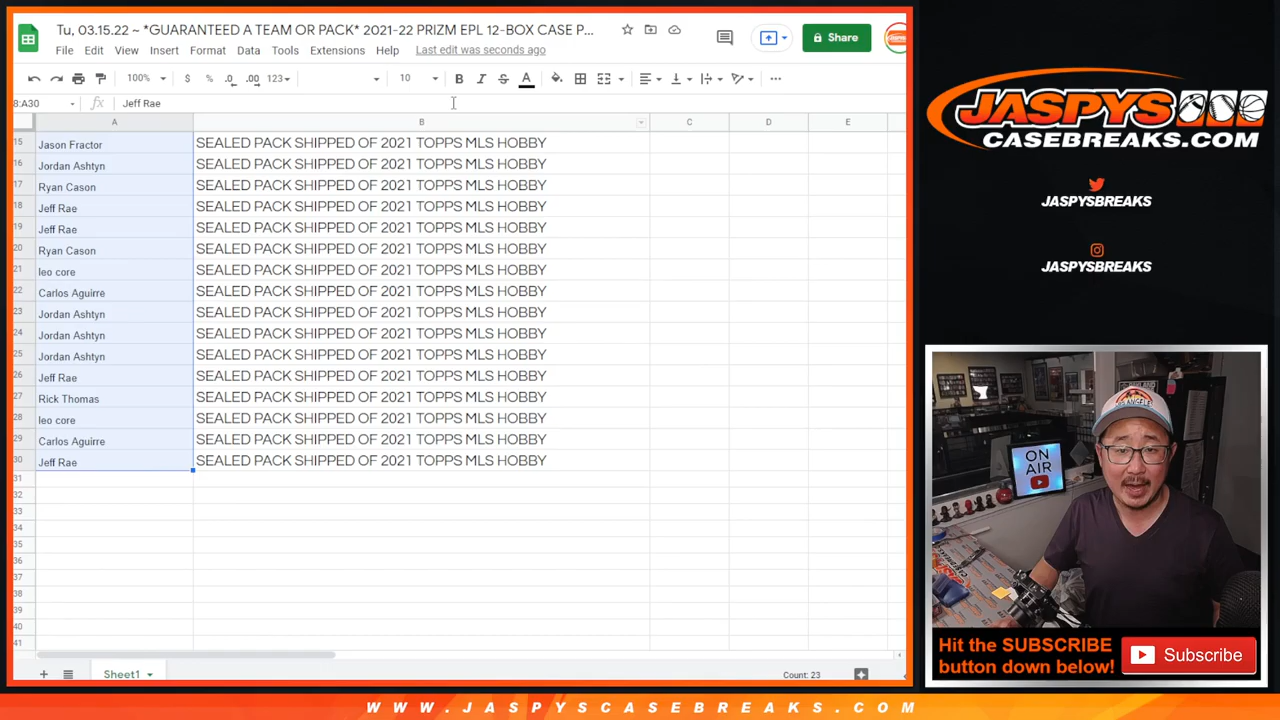 Tu, 03.15.22 ~ *GUARANTEED A TEAM OR PACK* 2021-22 PRIZM EPL 12-BOX CASE P...
Share
File Edit View Insert Format Data Tools Extensions Help Last edit was seconds ago
100% $ % .0 .00 123 10 B I S A
8:A30 fx Jeff Rae
A B C D E
15 Jason Fractor SEALED PACK SHIPPED OF 2021 TOPPS MLS HOBBY
16 Jordan Ashtyn SEALED PACK SHIPPED OF 2021 TOPPS MLS HOBBY
17 Ryan Cason SEALED PACK SHIPPED OF 2021 TOPPS MLS HOBBY
18 Jeff Rae SEALED PACK SHIPPED OF 2021 TOPPS MLS HOBBY
19 Jeff Rae SEALED PACK SHIPPED OF 2021 TOPPS MLS HOBBY
20 Ryan Cason SEALED PACK SHIPPED OF 2021 TOPPS MLS HOBBY
21 leo core SEALED PACK SHIPPED OF 2021 TOPPS MLS HOBBY
22 Carlos Aguirre SEALED PACK SHIPPED OF 2021 TOPPS MLS HOBBY
23 Jordan Ashtyn SEALED PACK SHIPPED OF 2021 TOPPS MLS HOBBY
24 Jordan Ashtyn SEALED PACK SHIPPED OF 2021 TOPPS MLS HOBBY
25 Jordan Ashtyn SEALED PACK SHIPPED OF 2021 TOPPS MLS HOBBY
26 Jeff Rae SEALED PACK SHIPPED OF 2021 TOPPS MLS HOBBY
27 Rick Thomas SEALED PACK SHIPPED OF 2021 TOPPS MLS HOBBY
28 leo core SEALED PACK SHIPPED OF 2021 TOPPS MLS HOBBY
29 Carlos Aguirre SEALED PACK SHIPPED OF 2021 TOPPS MLS HOBBY
30 Jeff Rae SEALED PACK SHIPPED OF 2021 TOPPS MLS HOBBY
31
32
33
34
35
36
37
38
39
40
41
Sheet1 Count: 23
JASPYS
CASEBREAKS.COM
JASPYSBREAKS
JASPYSBREAKS
ON
AIR
Hit the SUBSCRIBE
button down below!
Subscribe
WWW.JASPYSCASEBREAKS.COM